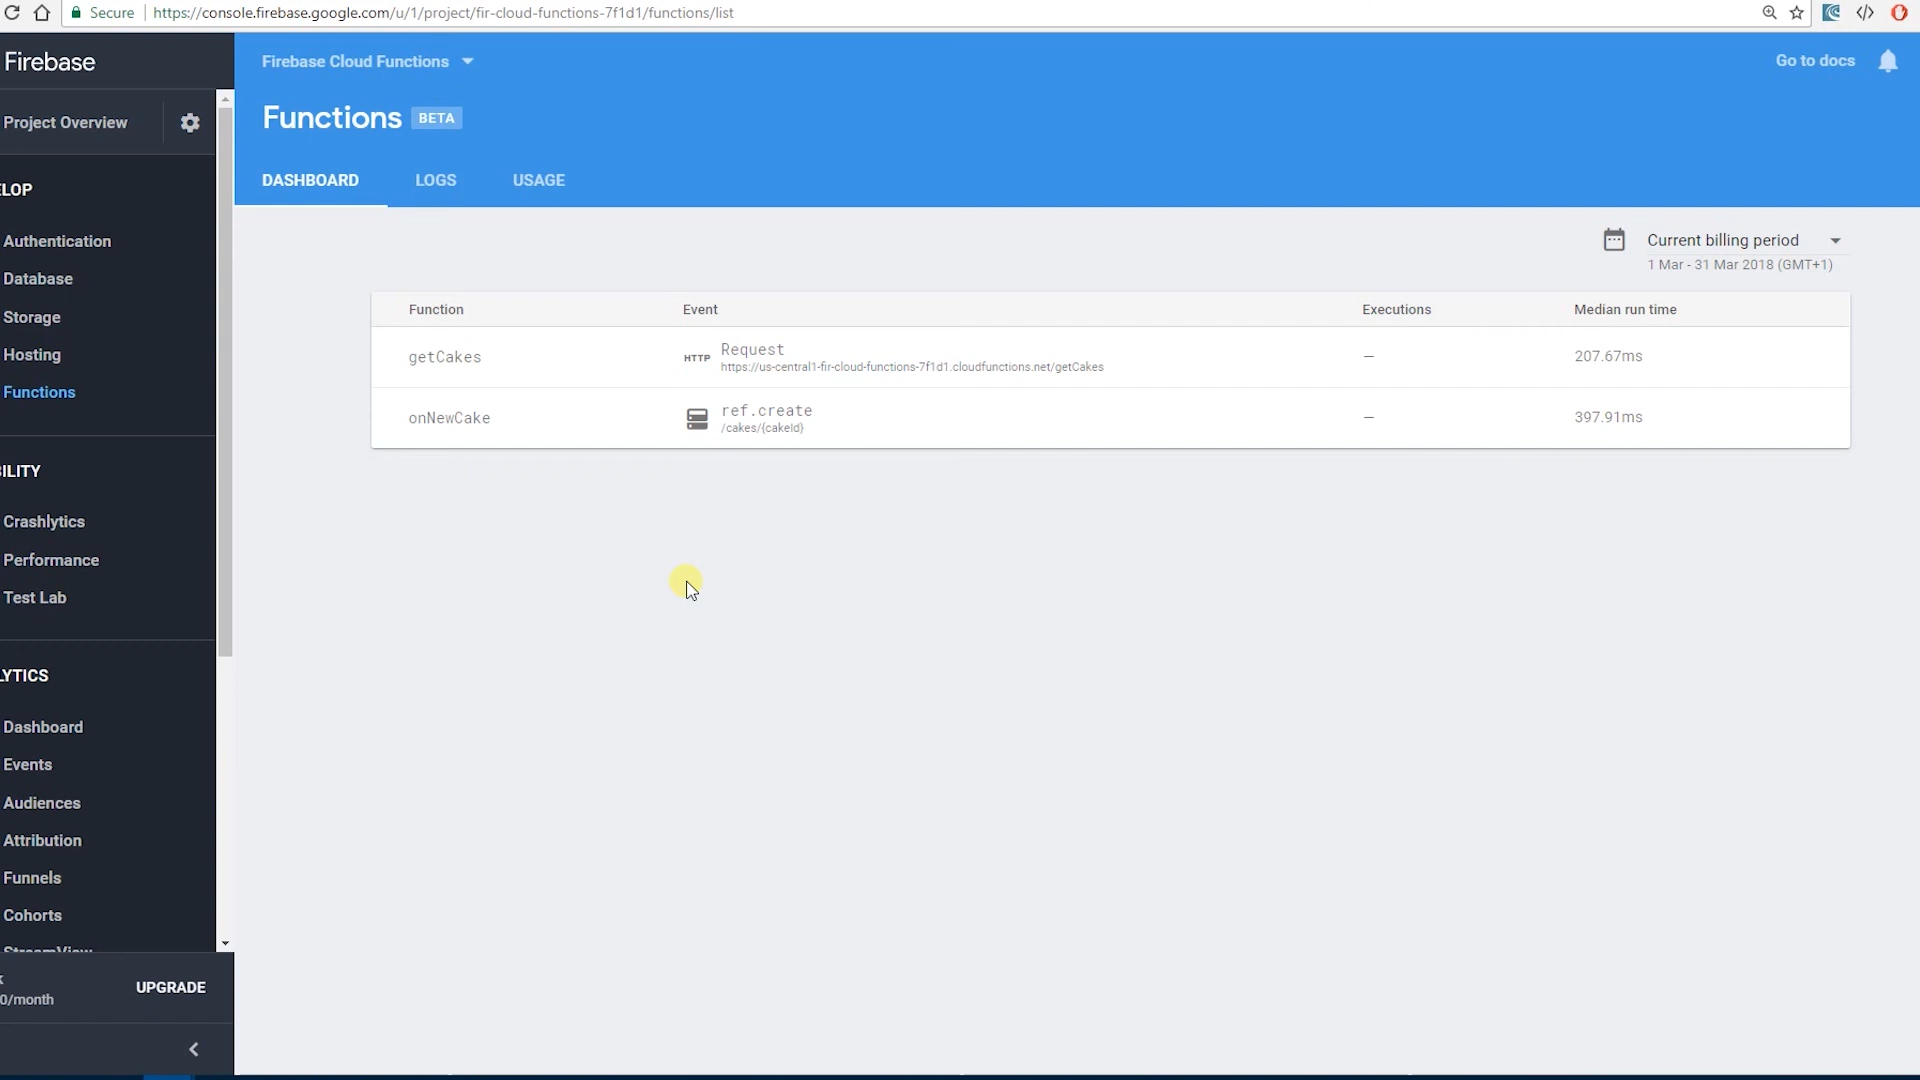 Secure https://console.firebase.google.com/u/1/project/fir-cloud-functions-7f1d1/functions/list
Firebase
Firebase Cloud Functions
Go to docs
Project Overview
Functions BETA
DASHBOARD LOGS USAGE
ELOP
Authentication
Database
Storage
Hosting
Functions
Current billing period
1 Mar - 31 Mar 2018 (GMT+1)
Function Event Executions Median run time
getCakes HTTP Request — 207.67ms
https://us-central1-fir-cloud-functions-7f1d1.cloudfunctions.net/getCakes
onNewCake ref.create — 397.91ms
/cakes/{cakeId}
BILITY
Crashlytics
Performance
Test Lab
LYTICS
Dashboard
Events
Audiences
Attribution
Funnels
Cohorts
StreamView
k
0/month
UPGRADE